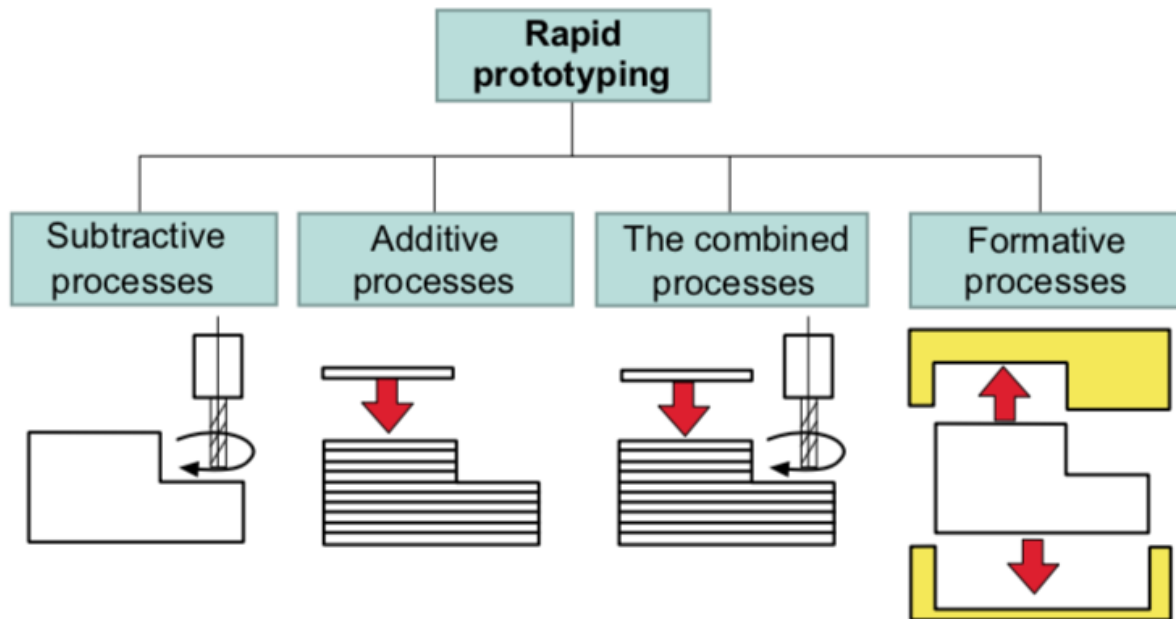 Rapid
prototyping
Subtractive
processes
Additive
processes
The combined
processes
Formative
processes